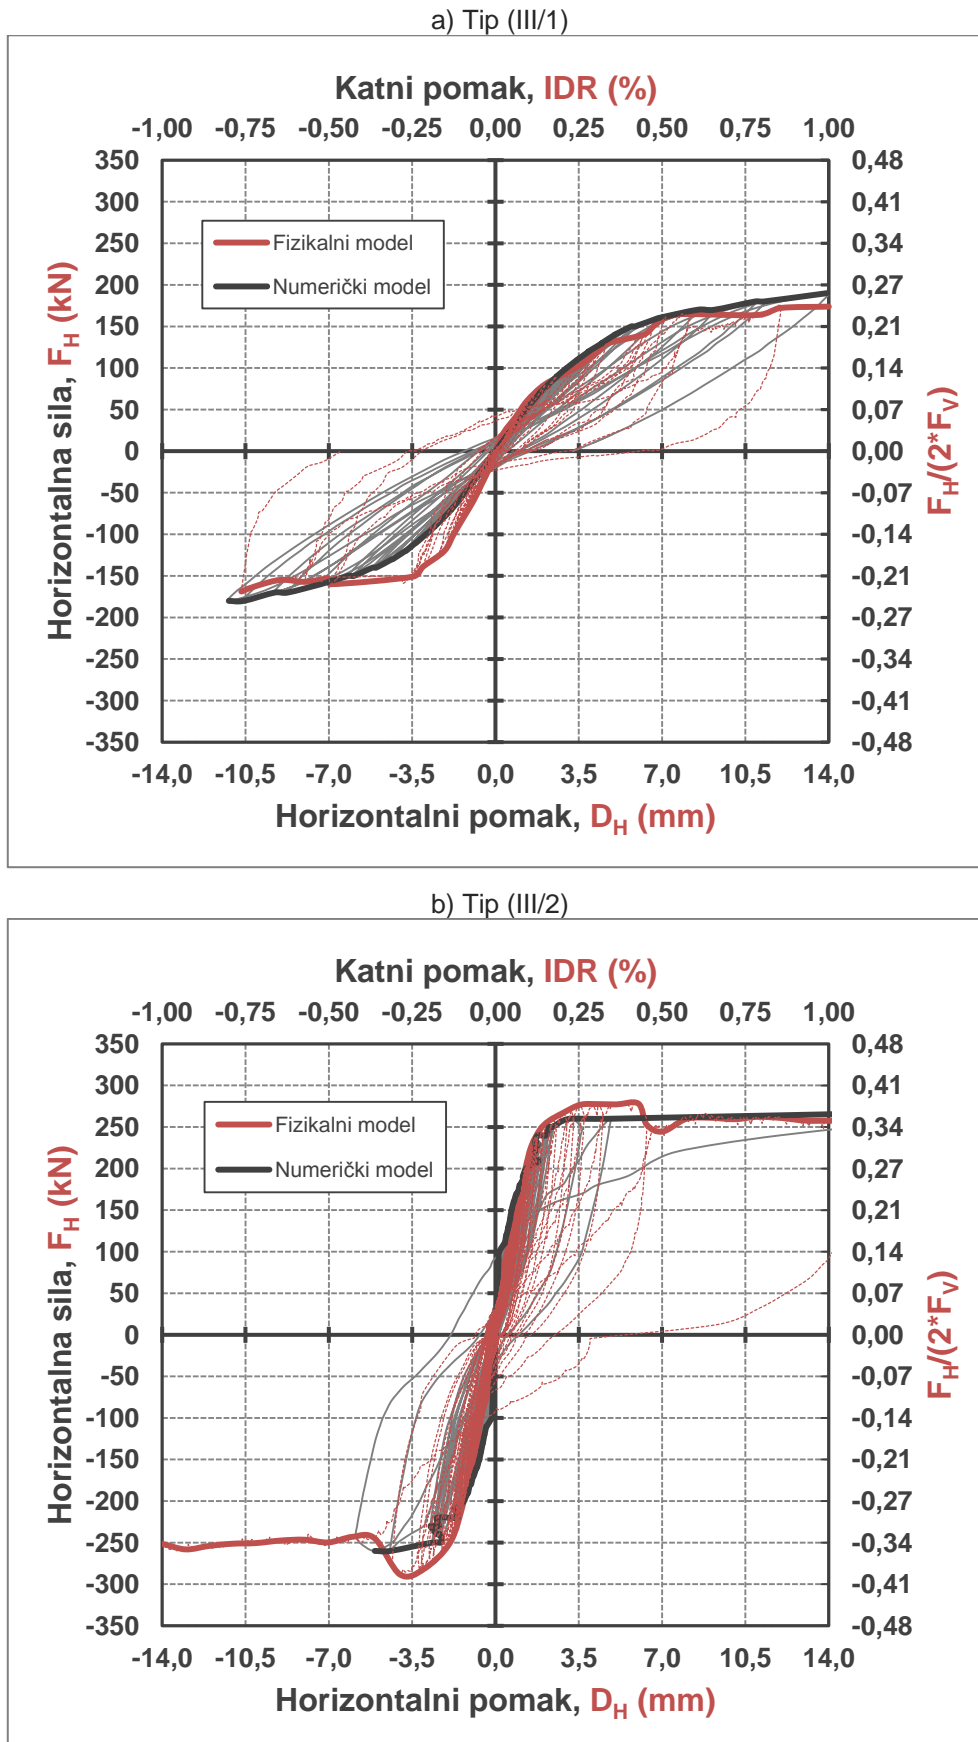 a) Tip (III/1)
Katni pomak, IDR (%)
-1,00 -0,75 -0,50 -0,25 0,00 0,25 0,50 0,75 1,00
350 0,48
300 0,41
250 0,34
200 0,27
150 0,21
100 0,14
50 0,07
0 0,00
-50 -0,07
-100 -0,14
-150 -0,21
-200 -0,27
-250 -0,34
-300 -0,41
-350 -0,48
Fizikalni model
Numerički model
Horizontalna sila, F_H (kN)
F_H/(2*F_V)
-14,0 -10,5 -7,0 -3,5 0,0 3,5 7,0 10,5 14,0
Horizontalni pomak, D_H (mm)
b) Tip (III/2)
Katni pomak, IDR (%)
-1,00 -0,75 -0,50 -0,25 0,00 0,25 0,50 0,75 1,00
350 0,48
300 0,41
250 0,34
200 0,27
150 0,21
100 0,14
50 0,07
0 0,00
-50 -0,07
-100 -0,14
-150 -0,21
-200 -0,27
-250 -0,34
-300 -0,41
-350 -0,48
Fizikalni model
Numerički model
Horizontalna sila, F_H (kN)
F_H/(2*F_V)
-14,0 -10,5 -7,0 -3,5 0,0 3,5 7,0 10,5 14,0
Horizontalni pomak, D_H (mm)